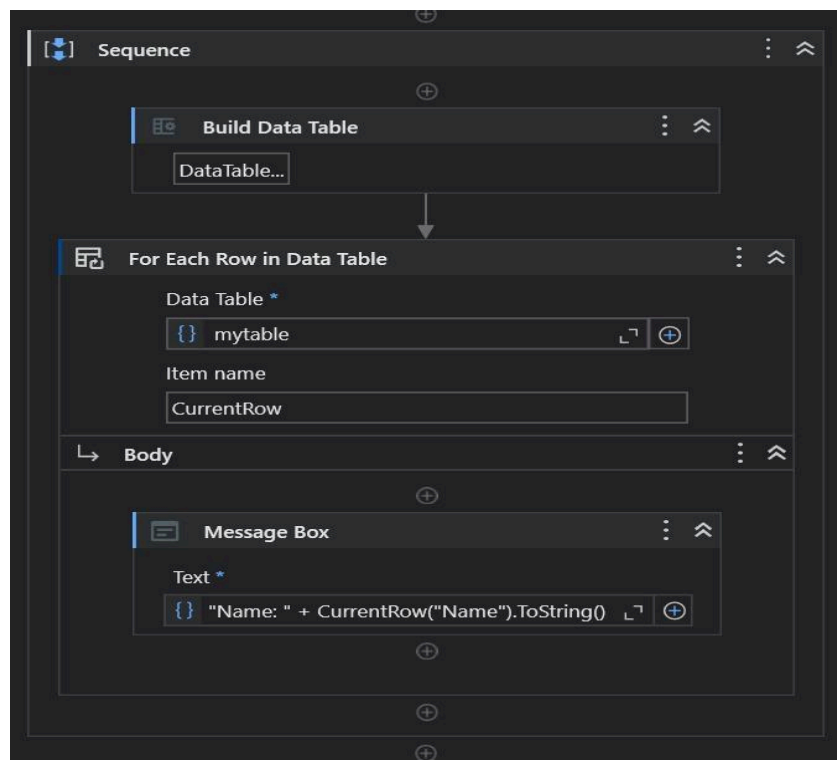 Sequence
Build Data Table
DataTable...
For Each Row in Data Table
Data Table *
{} mytable
Item name
CurrentRow
Body
Message Box
Text *
{} "Name: " + CurrentRow("Name").ToString()